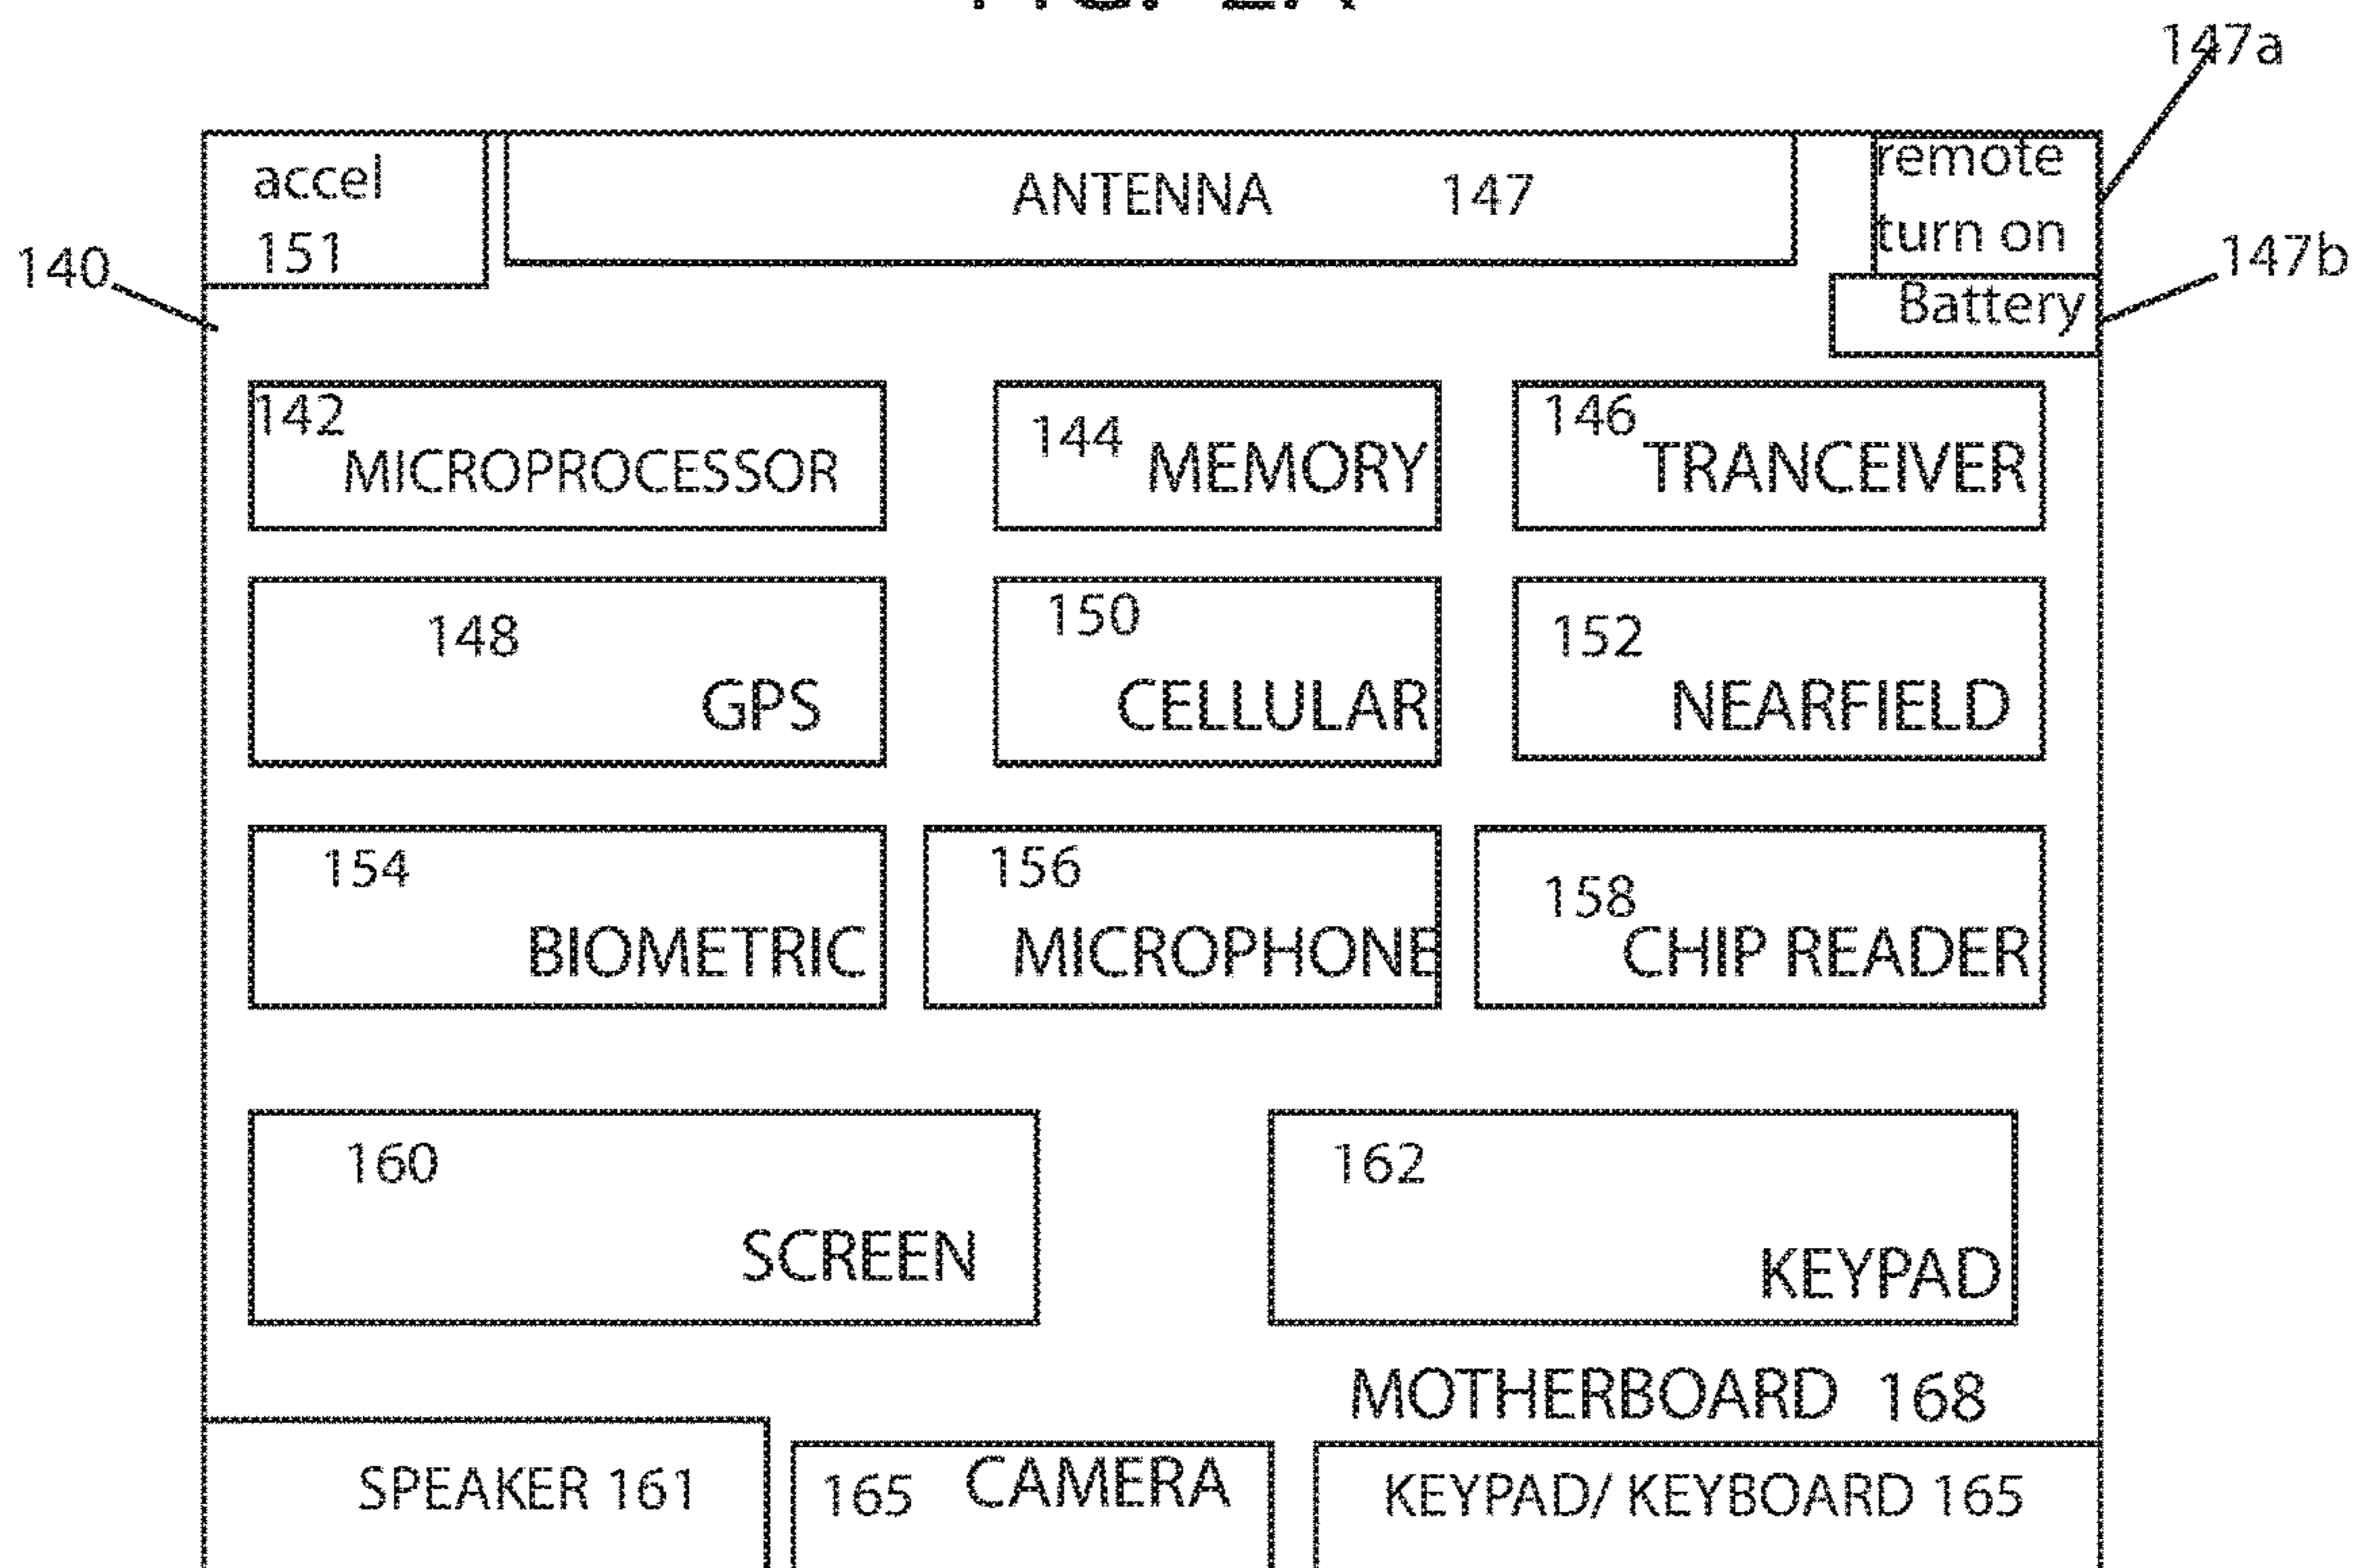 147a
accel
151
ANTENNA 147
remote
turn on
140
147b
Battery
142
MICROPROCESSOR
144 MEMORY
146
TRANCEIVER
148
GPS
150
CELLULAR
152
NEARFIELD
154
BIOMETRIC
156
MICROPHONE
158
CHIP READER
160
SCREEN
162
KEYPAD
MOTHERBOARD 168
SPEAKER 161
165 CAMERA
KEYPAD/ KEYBOARD 165